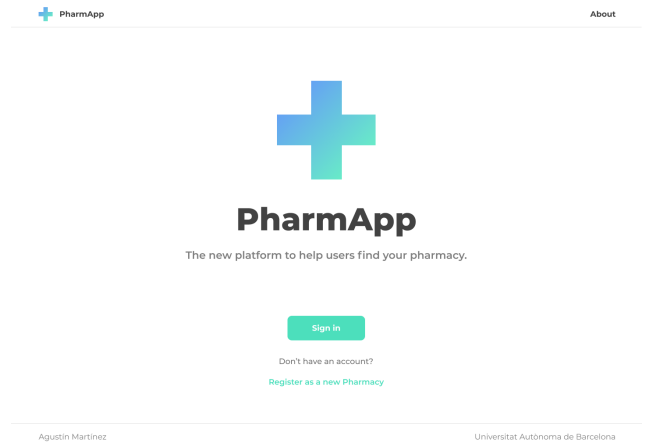 PharmApp
About
PharmApp
The new platform to help users find your pharmacy.
Sign in
Don't have an account?
Register as a new Pharmacy
Agustín Martínez
Universitat Autònoma de Barcelona